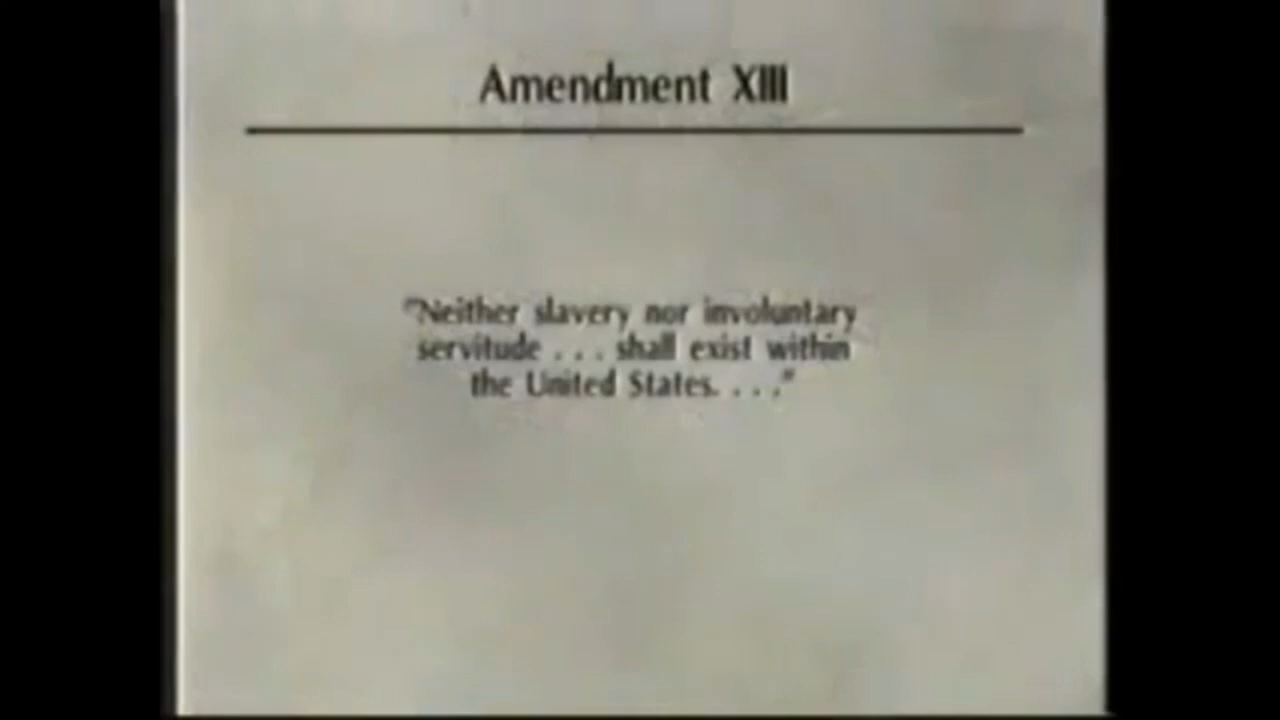 Amendment XIII
"Neither slavery nor involuntary
servitude . . . shall exist within
the United States. . . ."